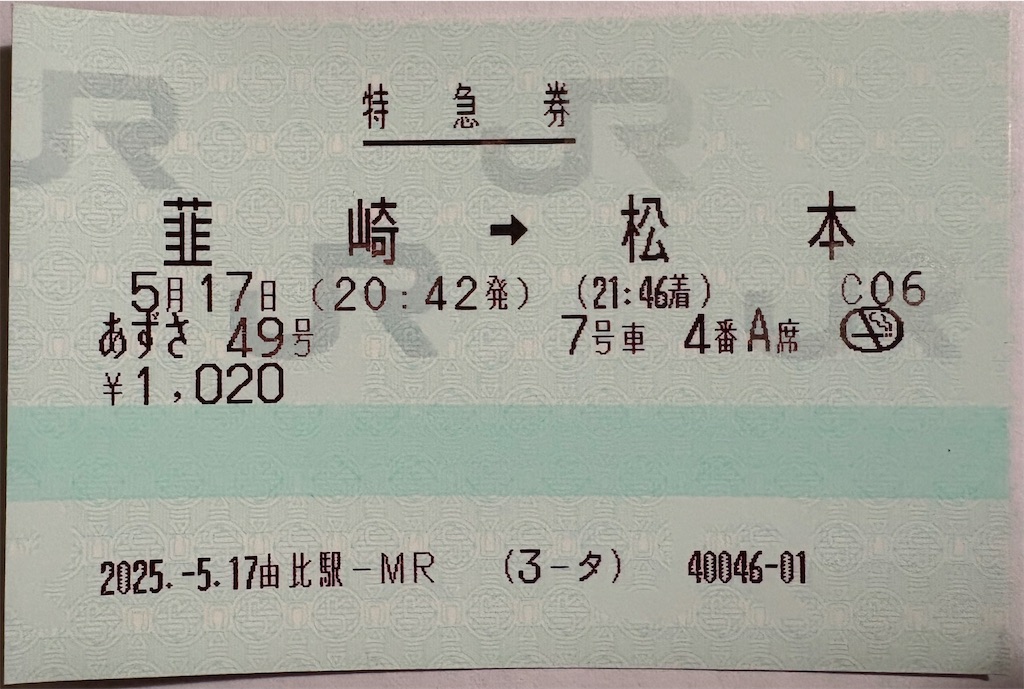 特急券
韮崎➡松本
5月17日 (20:42発) (21:46着) C06
あずさ 49号 7号車 4番A席
¥1,020
2025.-5.17由比駅-MR (3-タ) 40046-01